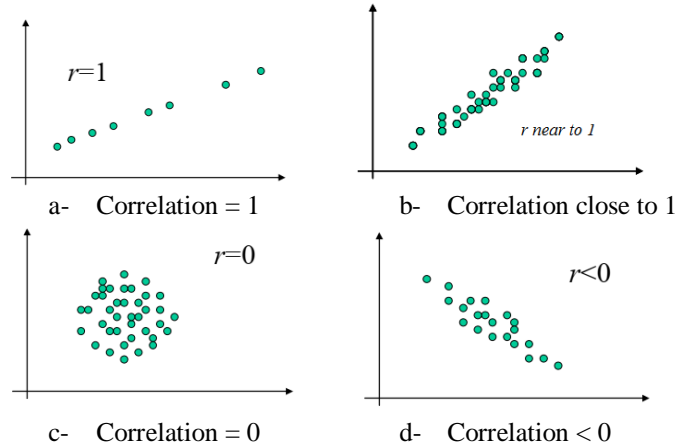 r=1
r near to 1
a- Correlation = 1
b- Correlation close to 1
r=0
r<0
c- Correlation = 0
d- Correlation < 0